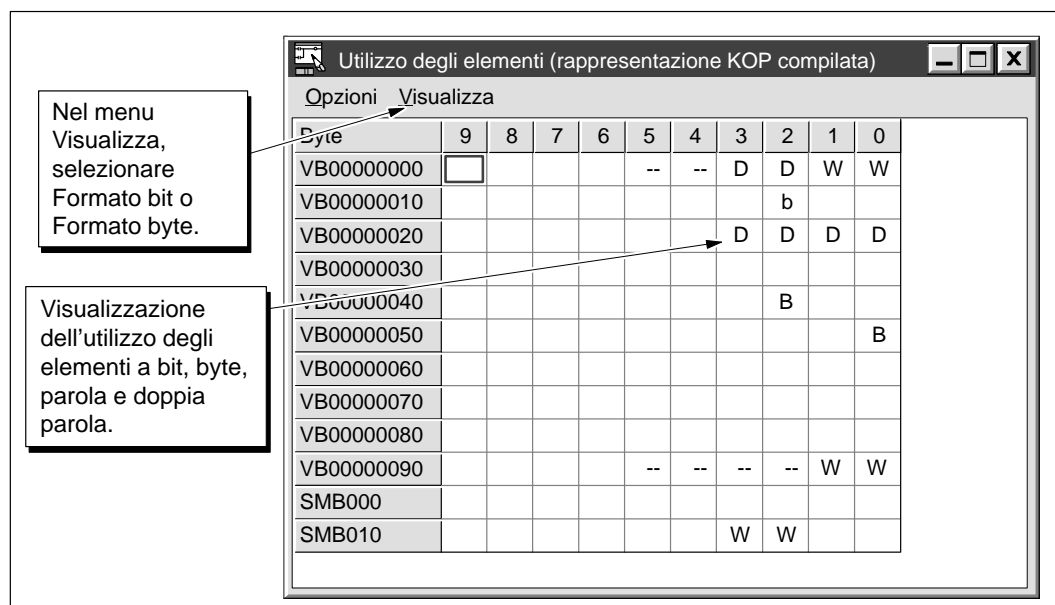 Utilizzo degli elementi (rappresentazione KOP compilata)
Opzioni Visualizza
Nel menu
Visualizza,
selezionare
Formato bit o
Formato byte.
Byte 9 8 7 6 5 4 3 2 1 0
VB00000000 -- -- D D W W
VB00000010 b
VB00000020 D D D D
VB00000030
VB00000040 B
VB00000050 B
VB00000060
VB00000070
VB00000080
VB00000090 -- -- -- -- W W
SMB000
SMB010 W W
Visualizzazione
dell’utilizzo degli
elementi a bit, byte,
parola e doppia
parola.